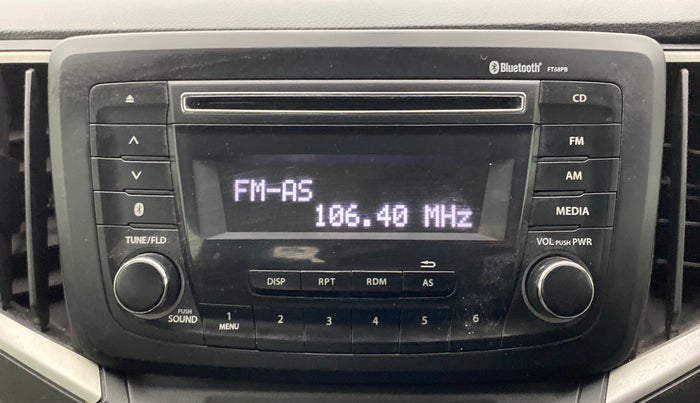 Bluetooth® FT68PB
CD
FM
AM
MEDIA
FM-AS
106.40 MHz
TUNE/FLD
VOL PUSH PWR
DISP RPT RDM AS
PUSH
SOUND
1 2 3 4 5 6
MENU